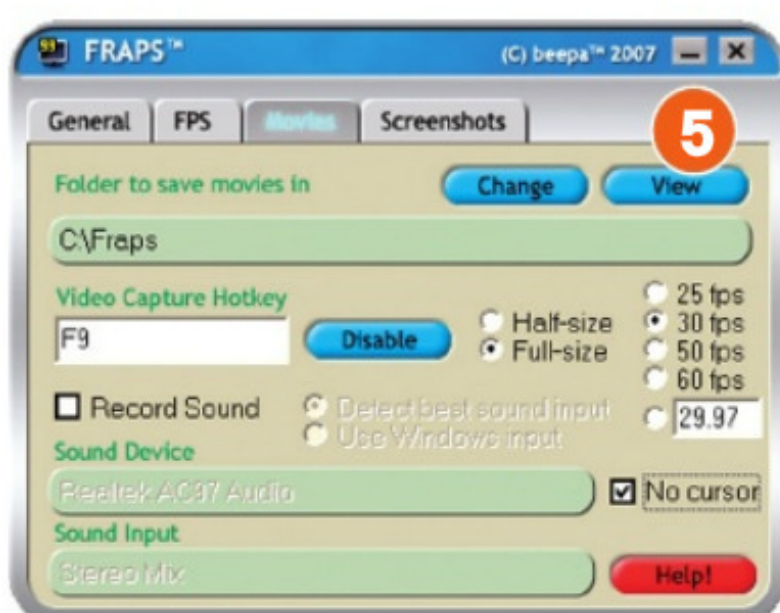 FRAPS™ (C) beepa™ 2007
General FPS Movies Screenshots
5
Folder to save movies in Change View
C:\Fraps
Video Capture Hotkey
F9 Disable
Half-size
Full-size
25 fps
30 fps
50 fps
60 fps
29.97
Record Sound
Detect best sound input
Use Windows input
Sound Device
Realtek AC97 Audio No cursor
Sound Input
Stereo Mix Help!